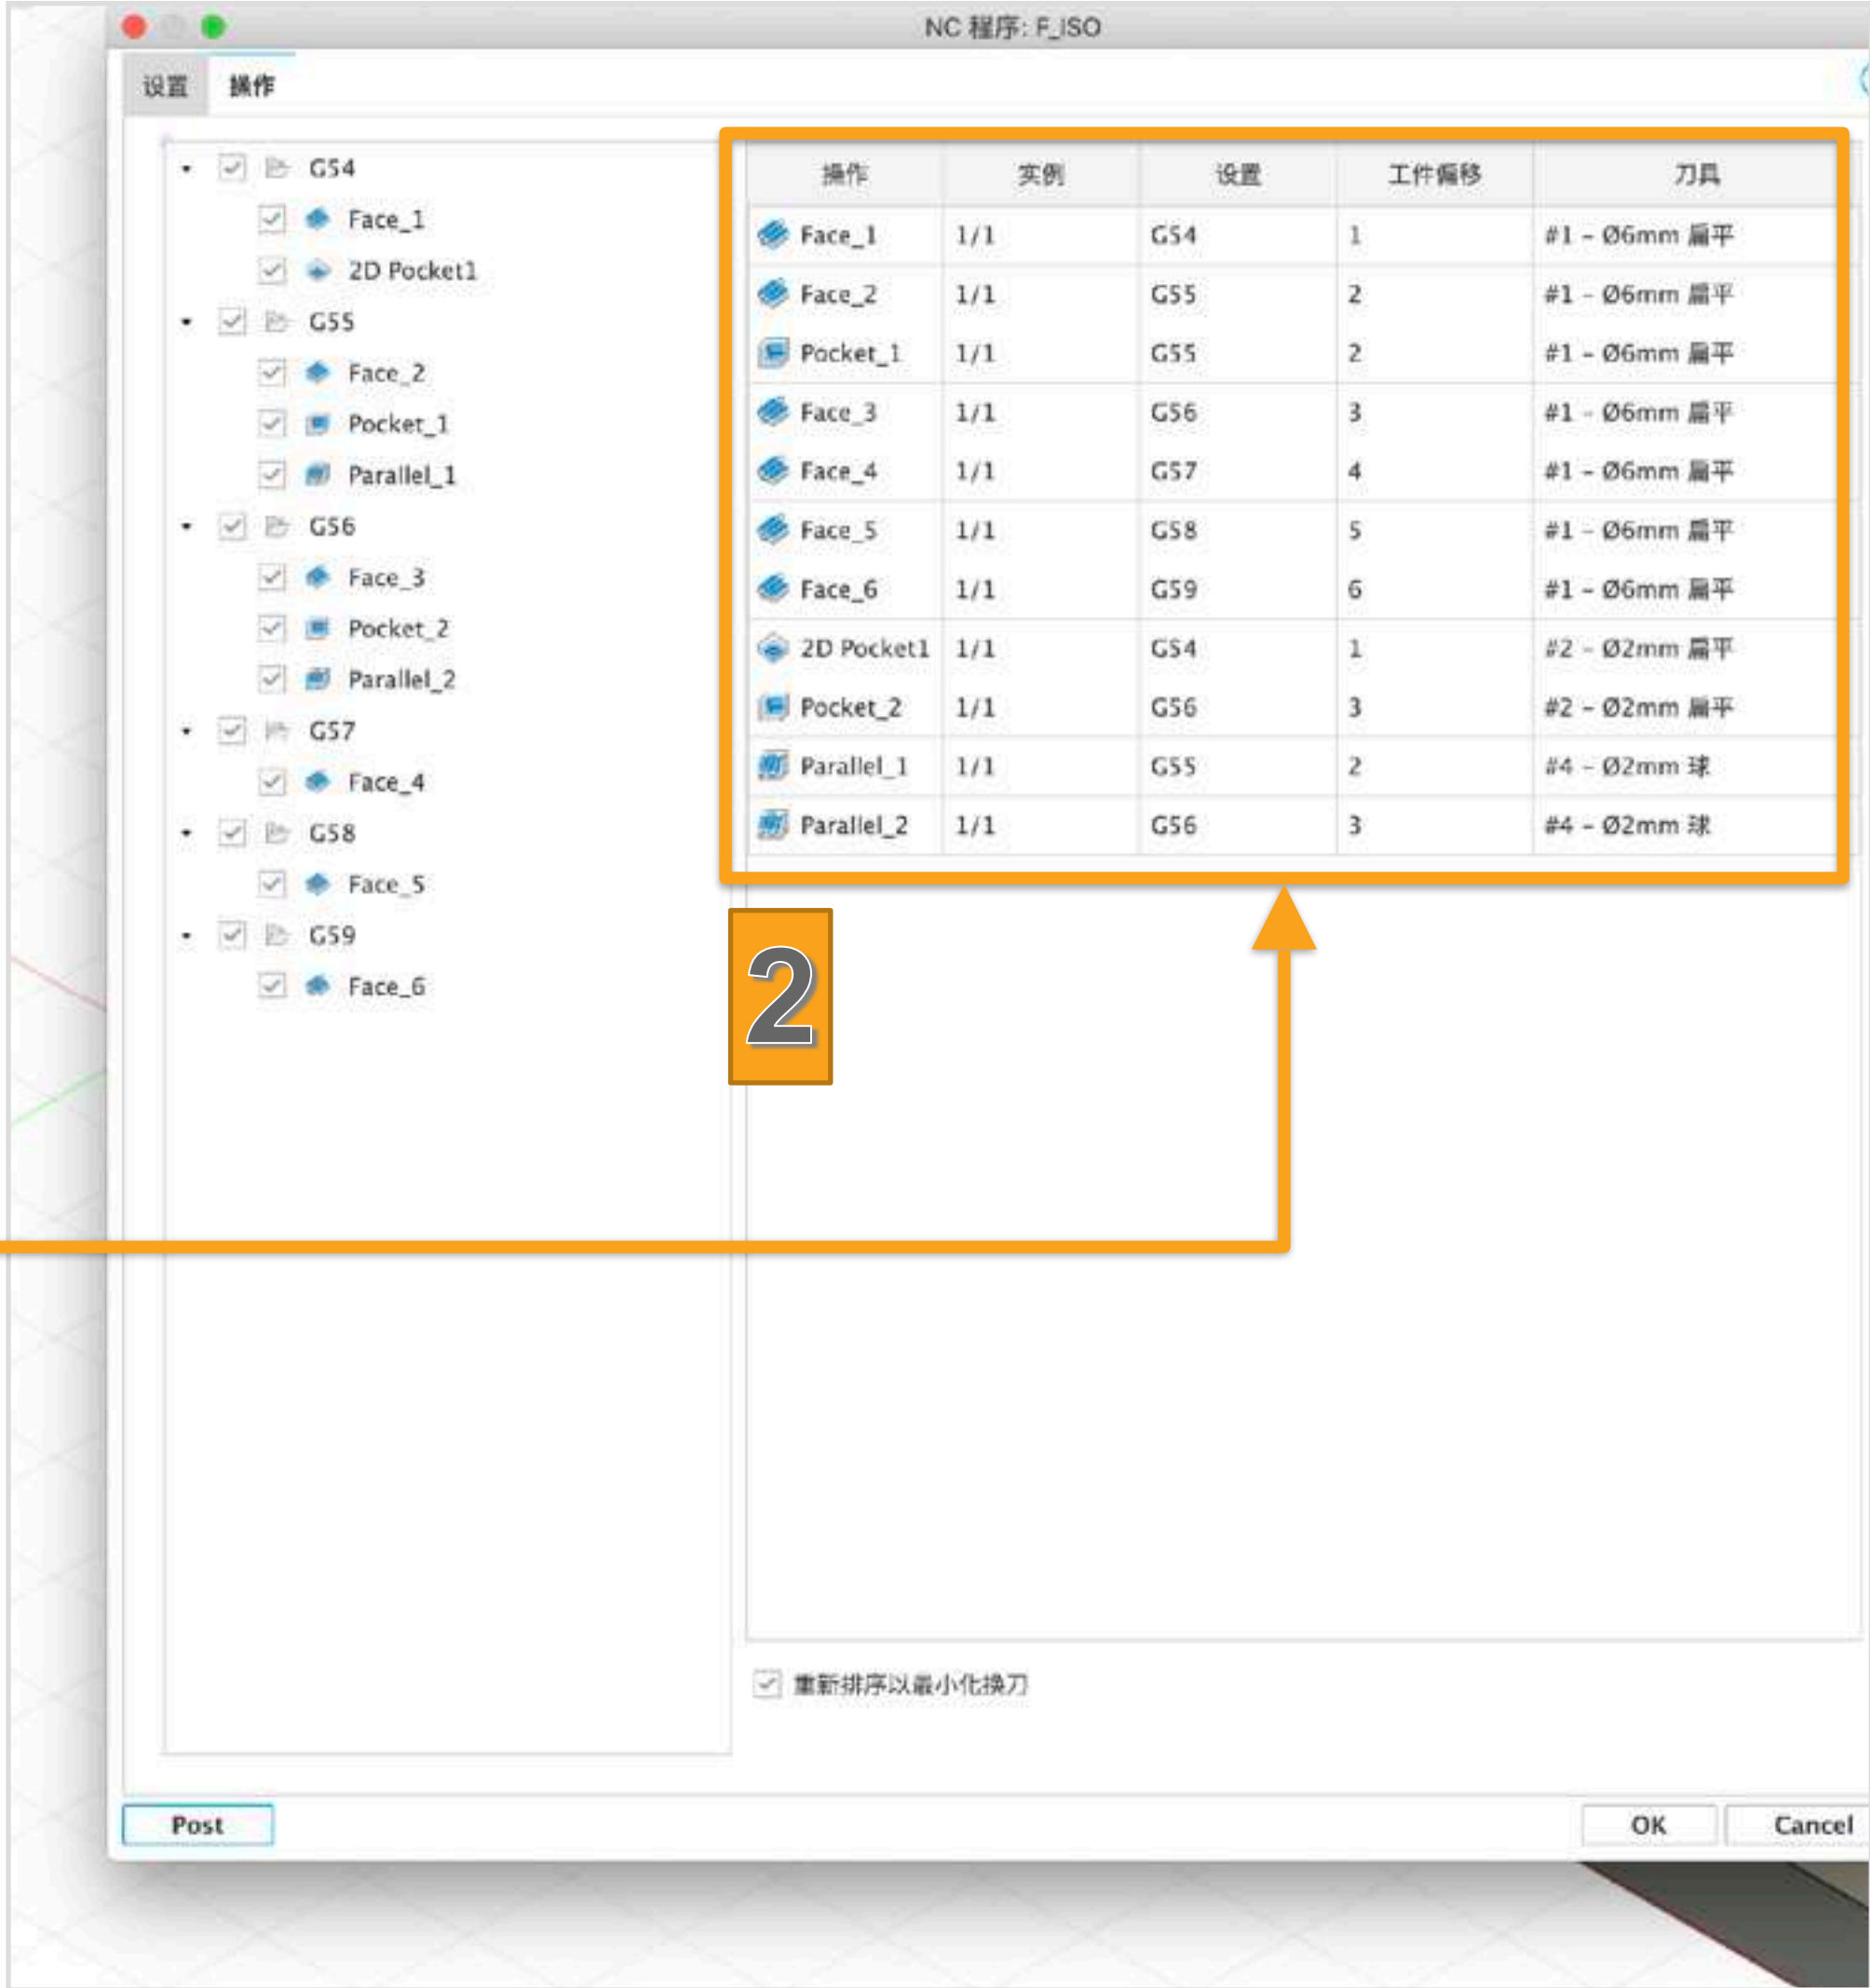 NC 程序: F_ISO
设置 操作
G54
Face_1
2D Pocket1
G55
Face_2
Pocket_1
Parallel_1
G56
Face_3
Pocket_2
Parallel_2
G57
Face_4
G58
Face_5
G59
Face_6
操作 实例 设置 工件偏移 刀具
Face_1 1/1 G54 1 #1 - Ø6mm 扁平
Face_2 1/1 G55 2 #1 - Ø6mm 扁平
Pocket_1 1/1 G55 2 #1 - Ø6mm 扁平
Face_3 1/1 G56 3 #1 - Ø6mm 扁平
Face_4 1/1 G57 4 #1 - Ø6mm 扁平
Face_5 1/1 G58 5 #1 - Ø6mm 扁平
Face_6 1/1 G59 6 #1 - Ø6mm 扁平
2D Pocket1 1/1 G54 1 #2 - Ø2mm 扁平
Pocket_2 1/1 G56 3 #2 - Ø2mm 扁平
Parallel_1 1/1 G55 2 #4 - Ø2mm 球
Parallel_2 1/1 G56 3 #4 - Ø2mm 球
2
重新排序以最小化换刀
Post OK Cancel